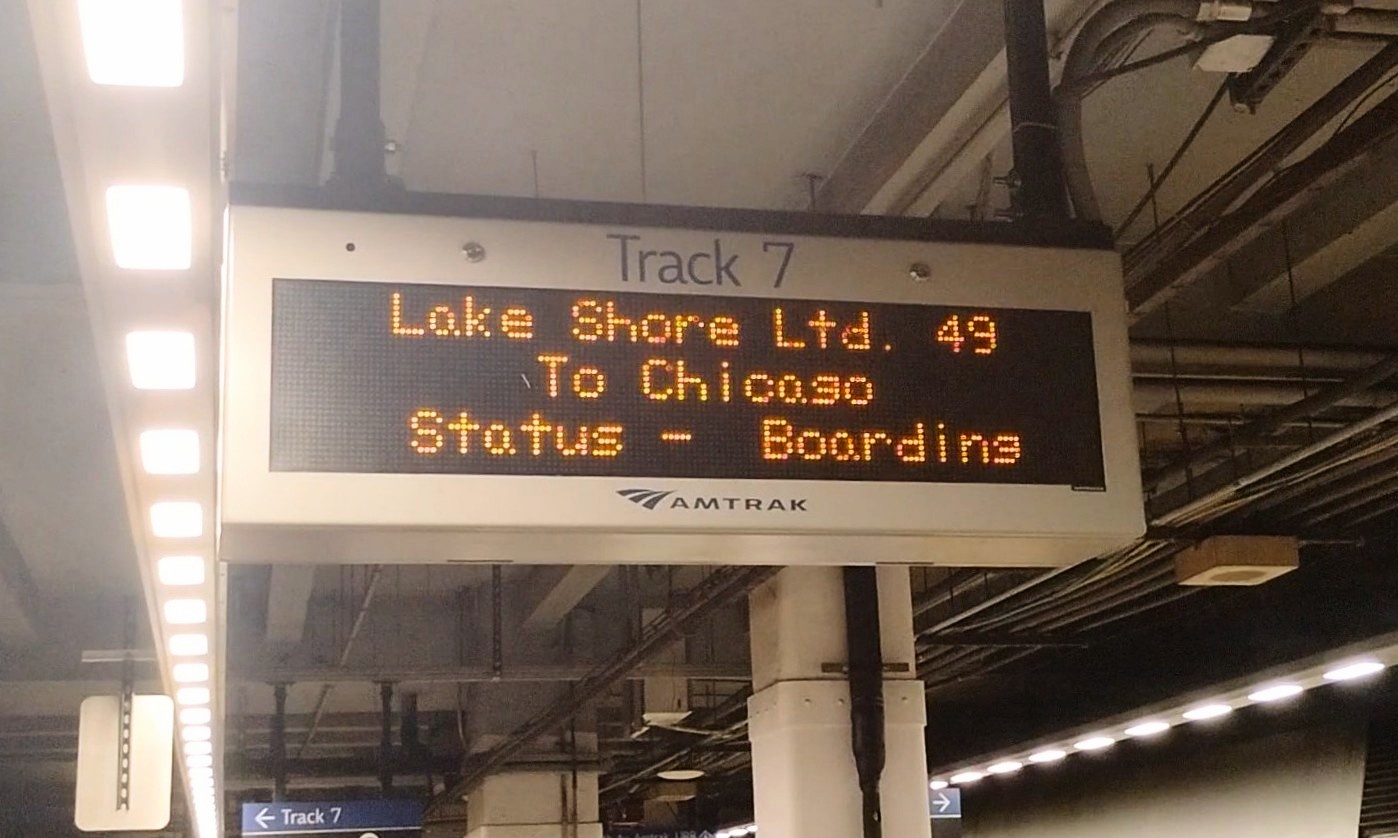 Track 7
Lake Shore Ltd. 49
To Chicago
Status - Boarding
AMTRAK
← Track 7
→